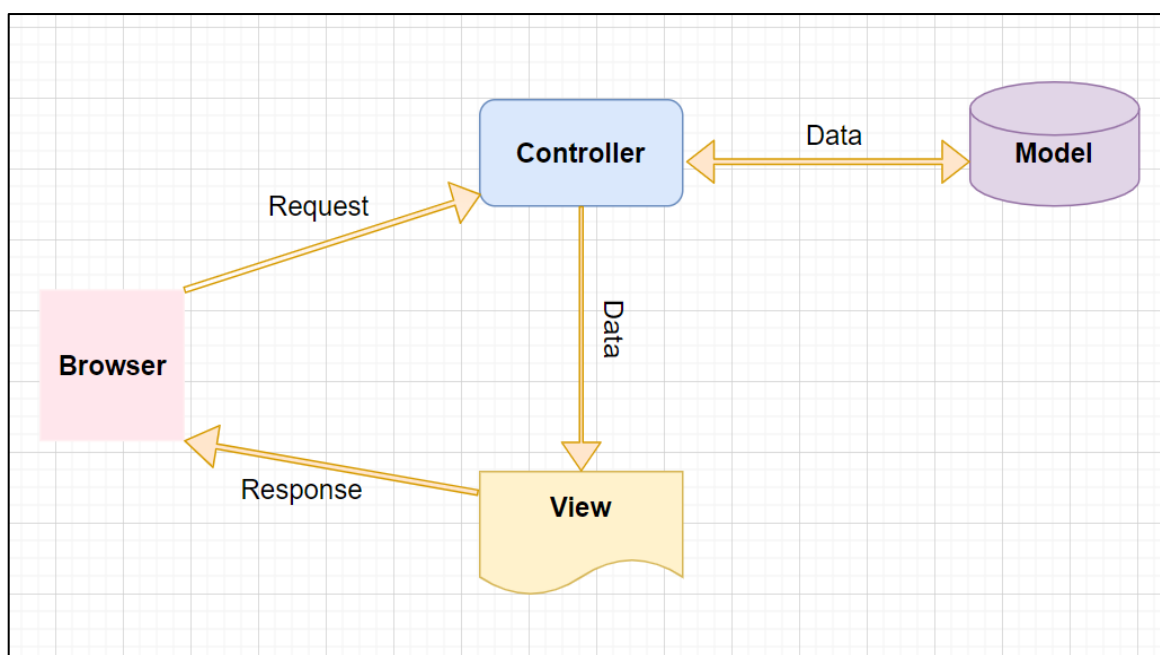 Controller
Data
Model
Request
Data
Browser
Response
View